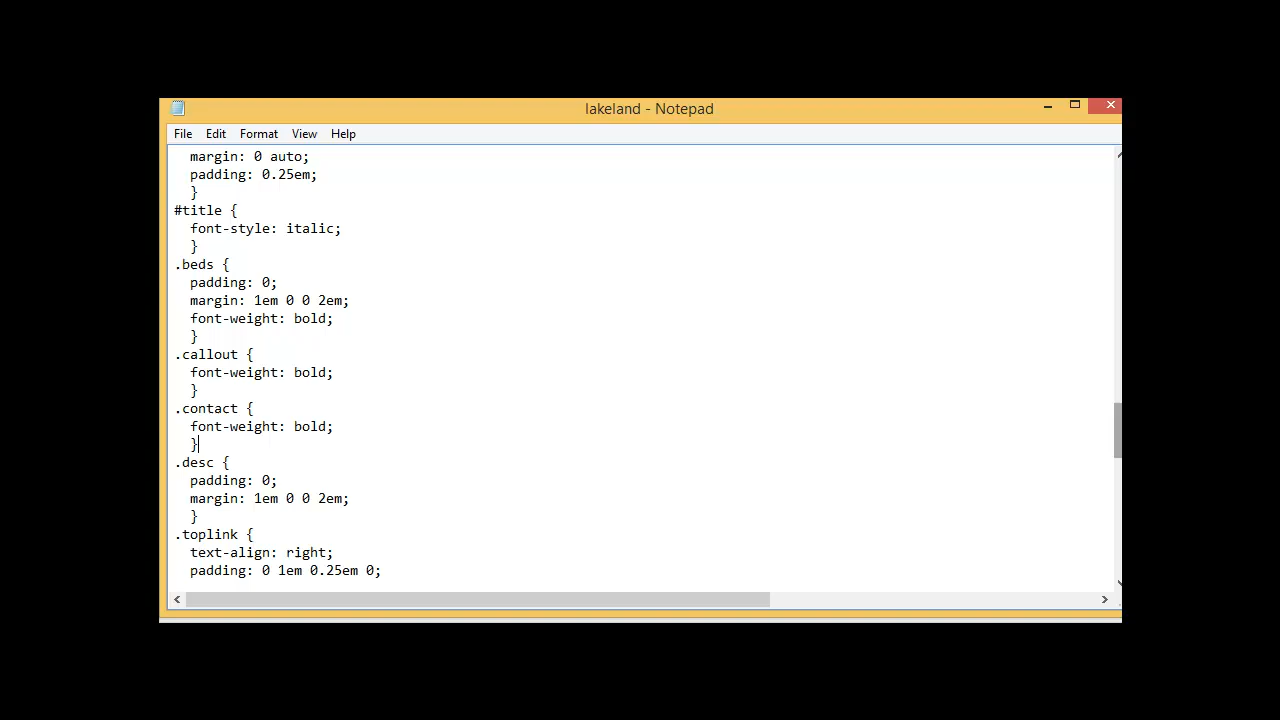 lakeland - Notepad
File Edit Format View Help
margin: 0 auto;
padding: 0.25em;
}
#title {
font-style: italic;
}
.beds {
padding: 0;
margin: 1em 0 0 2em;
font-weight: bold;
}
.callout {
font-weight: bold;
}
.contact {
font-weight: bold;
}
.desc {
padding: 0;
margin: 1em 0 0 2em;
}
.toplink {
text-align: right;
padding: 0 1em 0.25em 0;